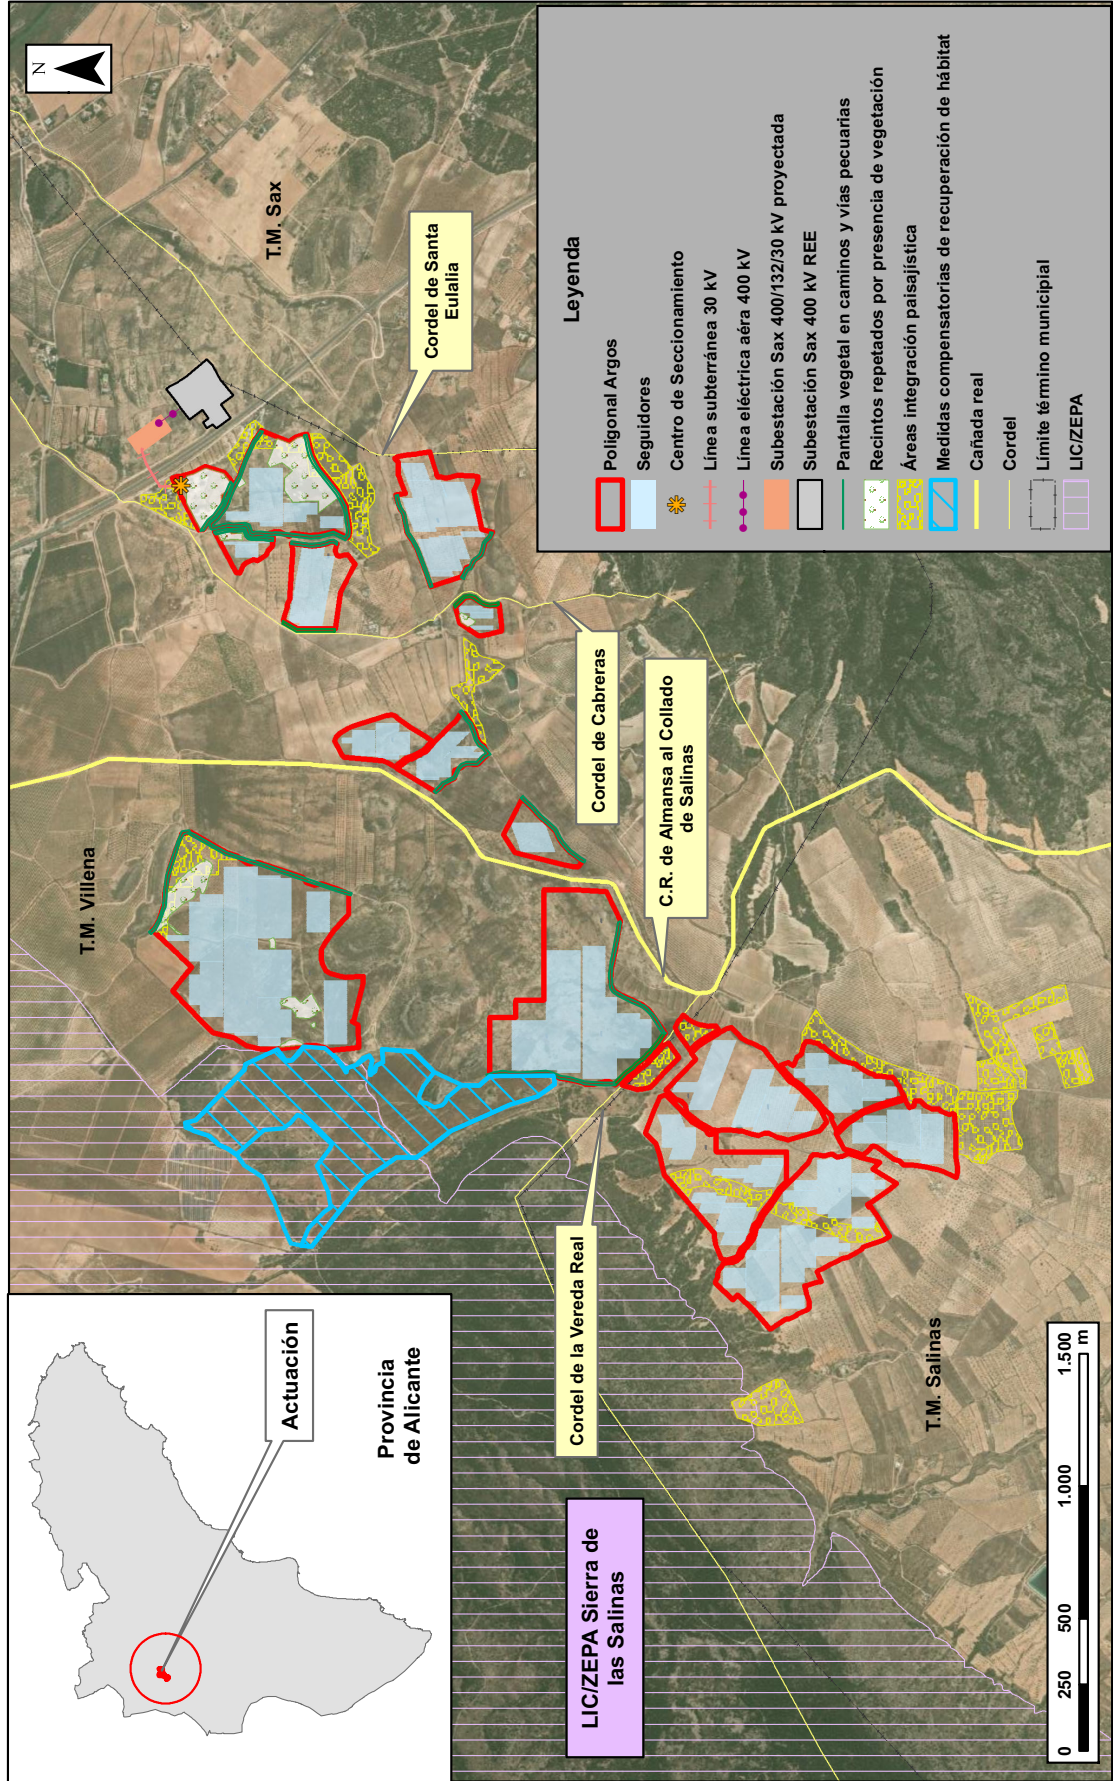 N
T.M. Sax
T.M. Villena
T.M. Salinas
Cordel de Santa
Eulalia
Cordel de Cabreras
C.R. de Almansa al Collado
de Salinas
Cordel de la Vereda Real
LIC/ZEPA Sierra de
las Salinas
Actuación
Provincia
de Alicante
0 250 500 1.000 1.500
m
Leyenda
Poligonal Argos
Seguidores
Centro de Seccionamiento
Línea subterránea 30 kV
Línea eléctrica aéra 400 kV
Subestación Sax 400/132/30 kV proyectada
Subestación Sax 400 kV REE
Pantalla vegetal en caminos y vías pecuarias
Recintos repetados por presencia de vegetación
Áreas integración paisajística
Medidas compensatorias de recuperación de hábitat
Cañada real
Cordel
Límite término municipal
LIC/ZEPA